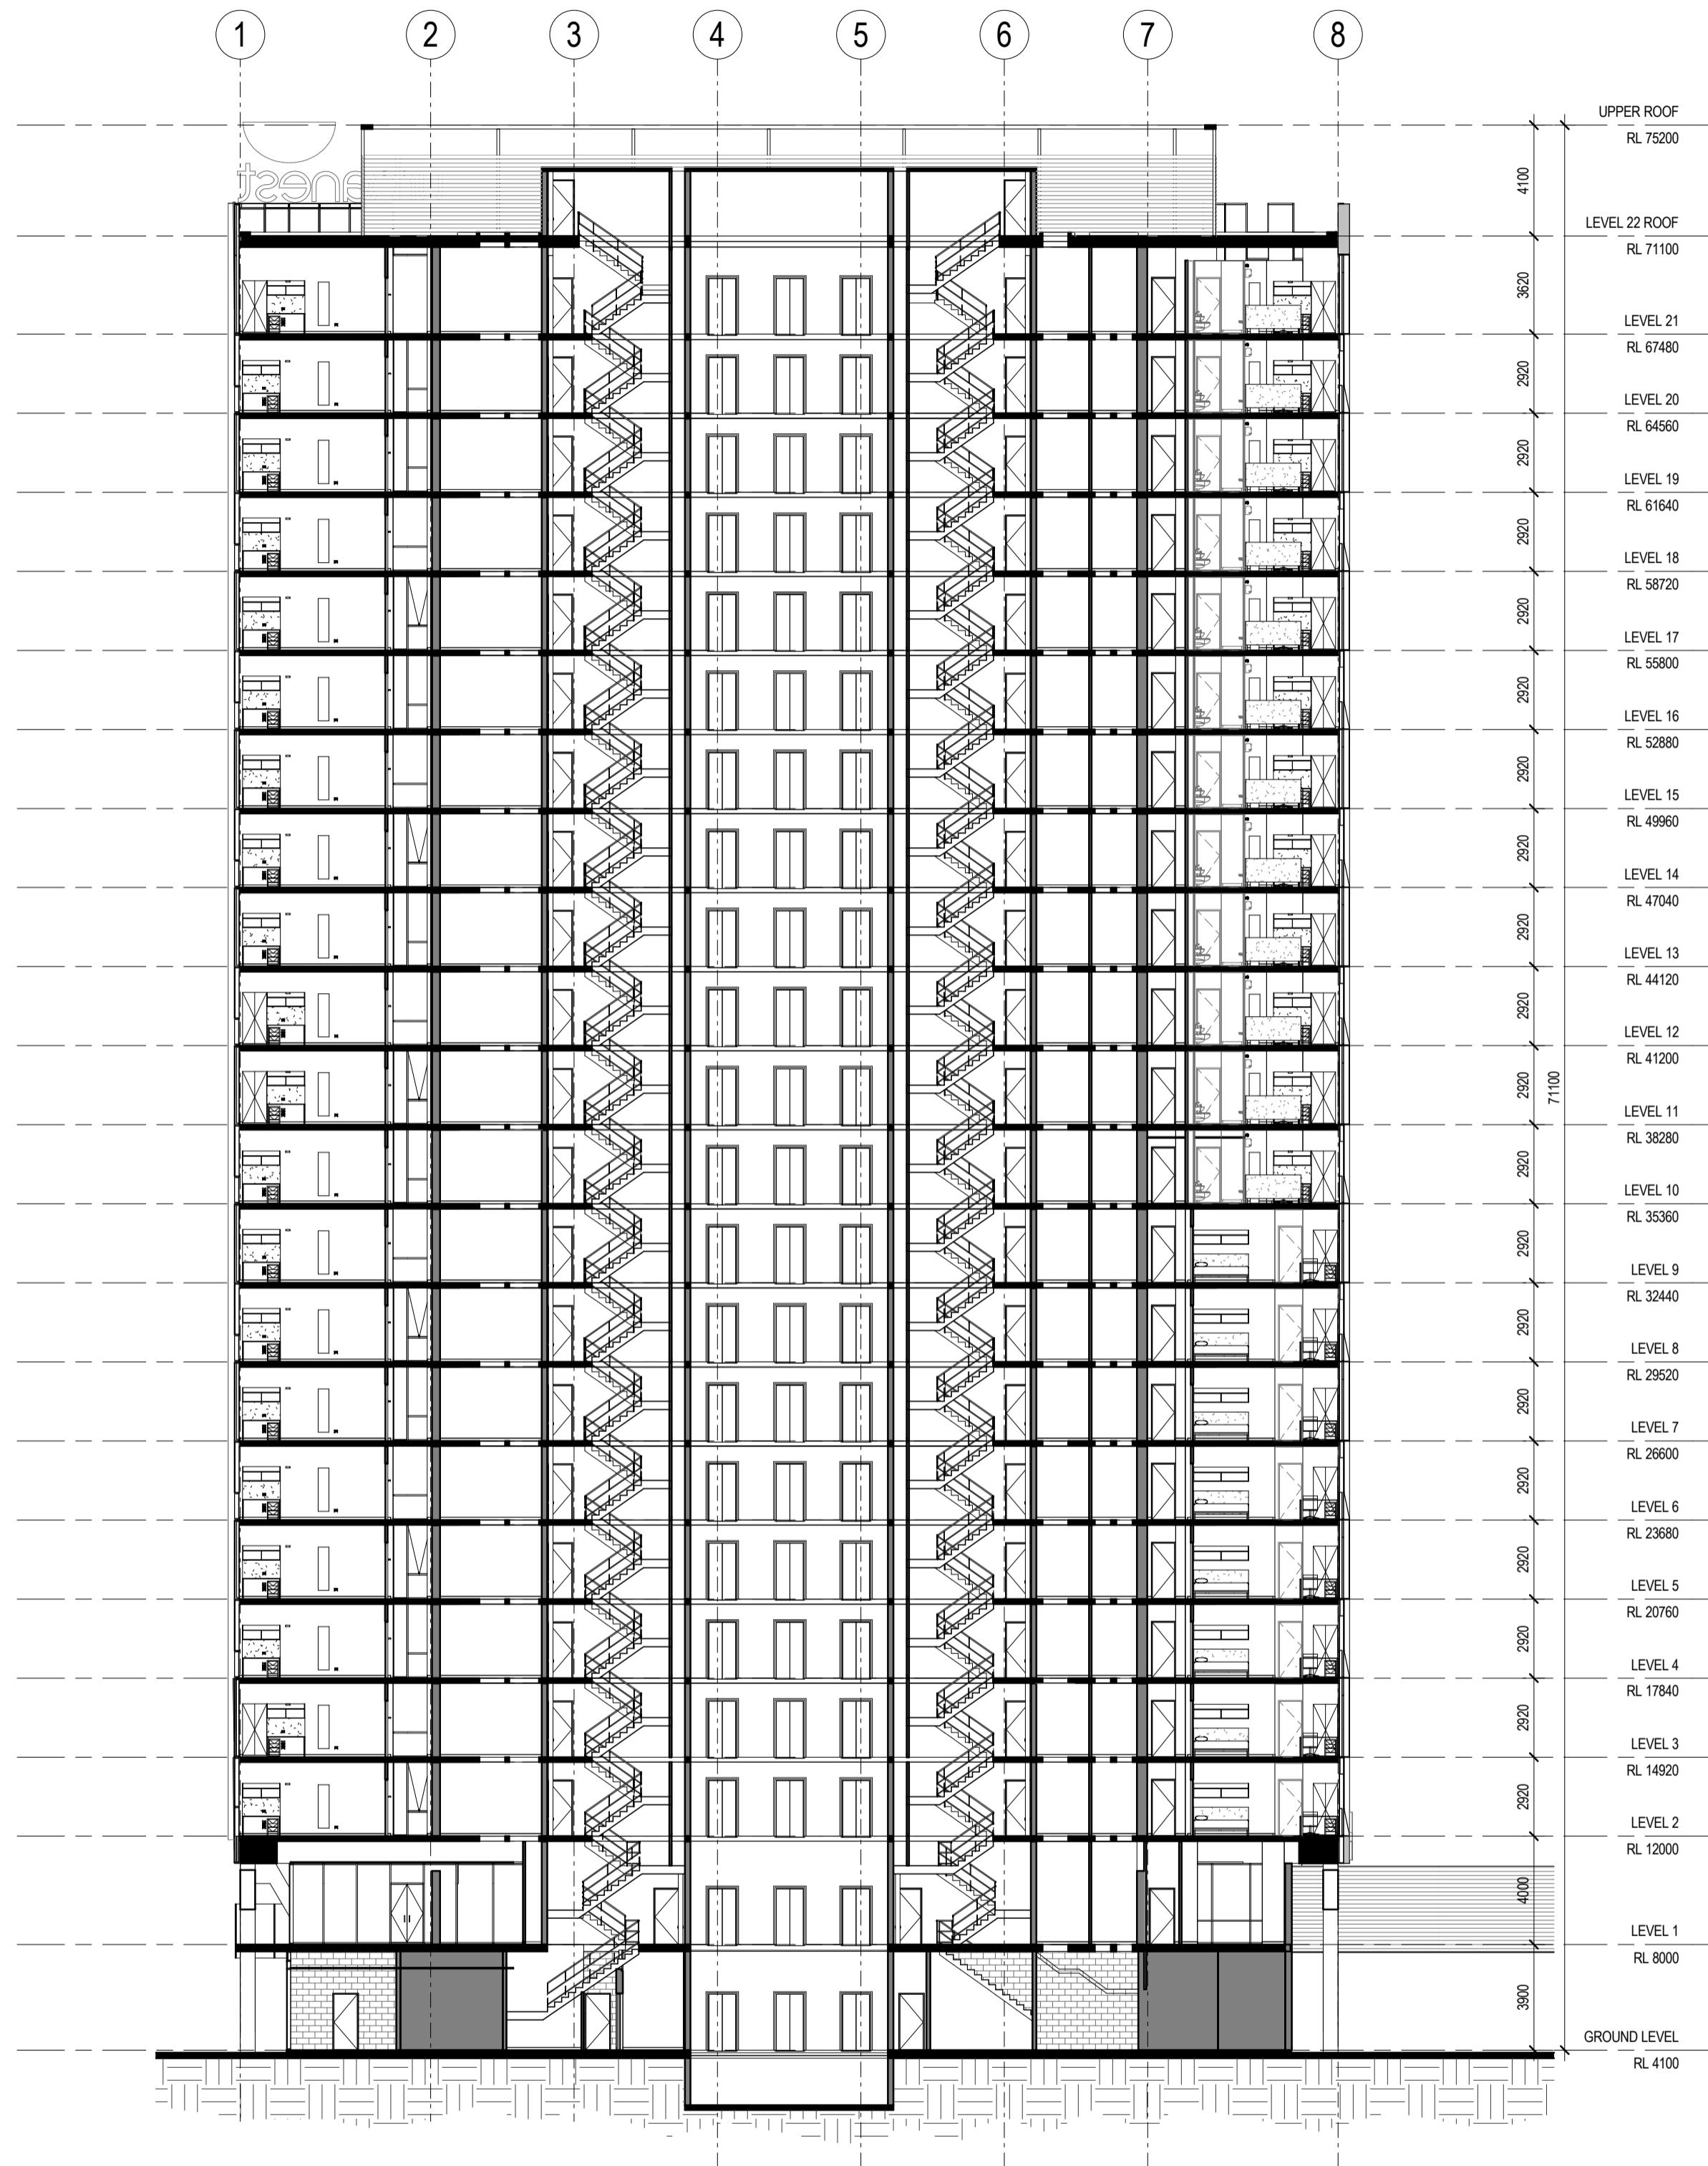 1 2 3 4 5 6 7 8
UPPER ROOF
RL 75200
4100
LEVEL 22 ROOF
RL 71100
3620
LEVEL 21
RL 67480
2920
LEVEL 20
RL 64560
2920
LEVEL 19
RL 61640
2920
LEVEL 18
RL 58720
2920
LEVEL 17
RL 55800
2920
LEVEL 16
RL 52880
2920
LEVEL 15
RL 49960
2920
LEVEL 14
RL 47040
2920
LEVEL 13
RL 44120
2920
LEVEL 12
RL 41200
2920
71100
LEVEL 11
RL 38280
2920
LEVEL 10
RL 35360
2920
LEVEL 9
RL 32440
2920
LEVEL 8
RL 29520
2920
LEVEL 7
RL 26600
2920
LEVEL 6
RL 23680
2920
LEVEL 5
RL 20760
2920
LEVEL 4
RL 17840
2920
LEVEL 3
RL 14920
2920
LEVEL 2
RL 12000
4000
LEVEL 1
RL 8000
3900
GROUND LEVEL
RL 4100